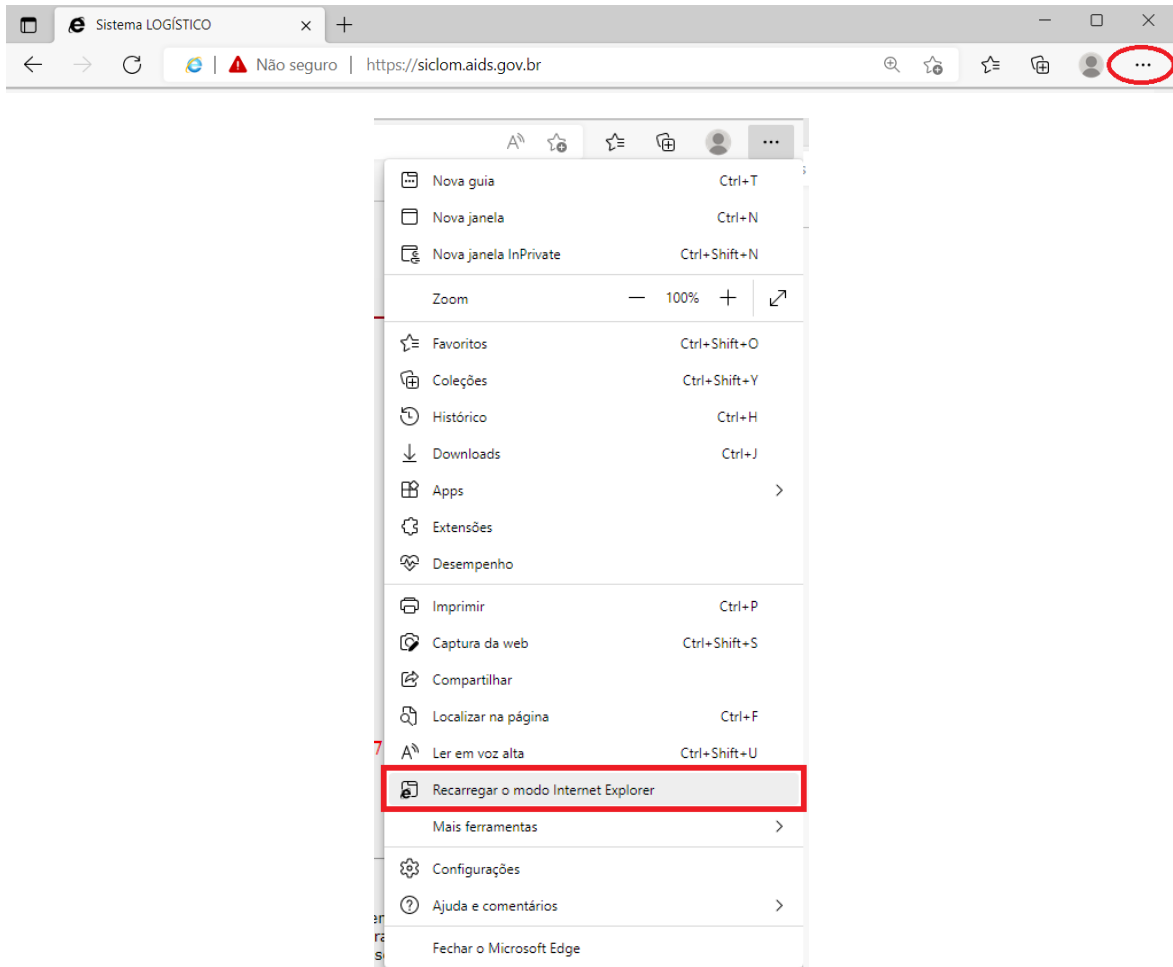 Sistema LOGÍSTICO
Não seguro | https://siclom.aids.gov.br
Nova guia Ctrl+T
Nova janela Ctrl+N
Nova janela InPrivate Ctrl+Shift+N
Zoom 100%
Favoritos Ctrl+Shift+O
Coleções Ctrl+Shift+Y
Histórico Ctrl+H
Downloads Ctrl+J
Apps
Extensões
Desempenho
Imprimir Ctrl+P
Captura da web Ctrl+Shift+S
Compartilhar
Localizar na página Ctrl+F
7
Ler em voz alta Ctrl+Shift+U
Recarregar o modo Internet Explorer
Mais ferramentas
Configurações
Ajuda e comentários
Fechar o Microsoft Edge